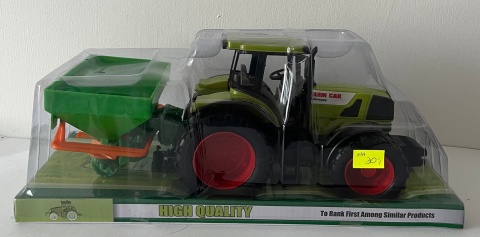 FARM CAR
HIGH QUALITY
To Rank First Among Similar Products